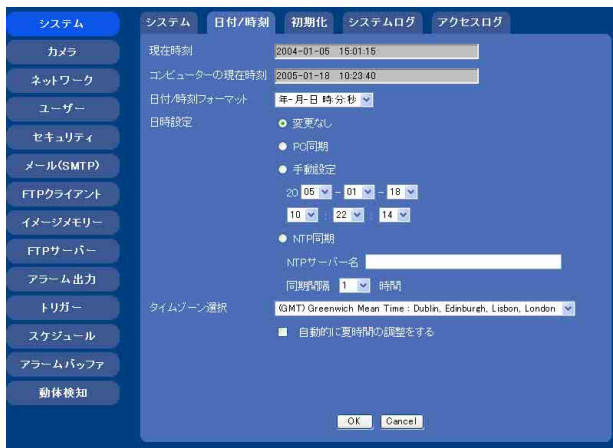 システム
カメラ
ネットワーク
ユーザー
セキュリティ
メール(SMTP)
FTPクライアント
イメージメモリー
FTPサーバー
アラーム出力
トリガー
スケジュール
アラームバッファ
動体検知
システム 日付/時刻 初期化 システムログ アクセスログ
現在時刻 2004-01-05 15:01:15
コンピューターの現在時刻 2005-01-18 10:23:40
日付/時刻フォーマット 年-月-日 時:分:秒
日時設定 変更なし
PC同期
手動設定
20 05 - 01 - 18
10 : 22 : 14
NTP同期
NTPサーバー名
同期間隔 1 時間
タイムゾーン選択 (GMT) Greenwich Mean Time : Dublin, Edinburgh, Lisbon, London
自動的に夏時間の調整をする
OK Cancel